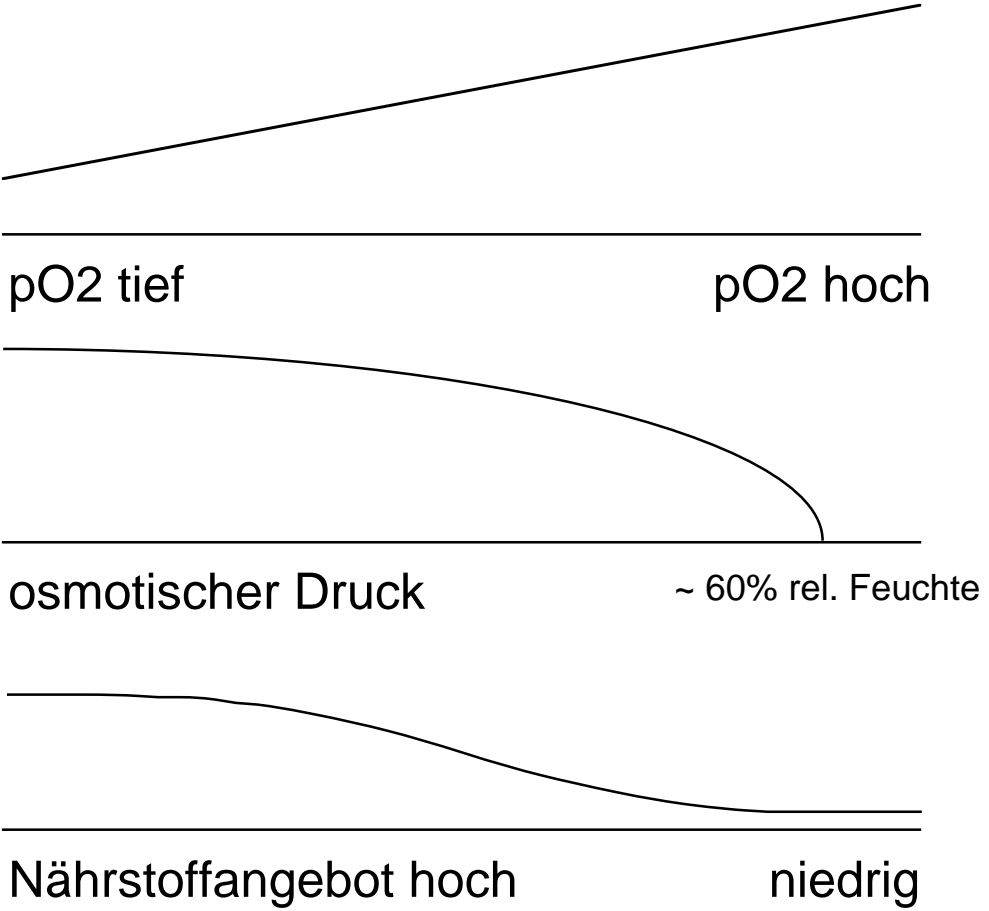 pO2 tief pO2 hoch
osmotischer Druck ~ 60% rel. Feuchte
Nährstoffangebot hoch niedrig